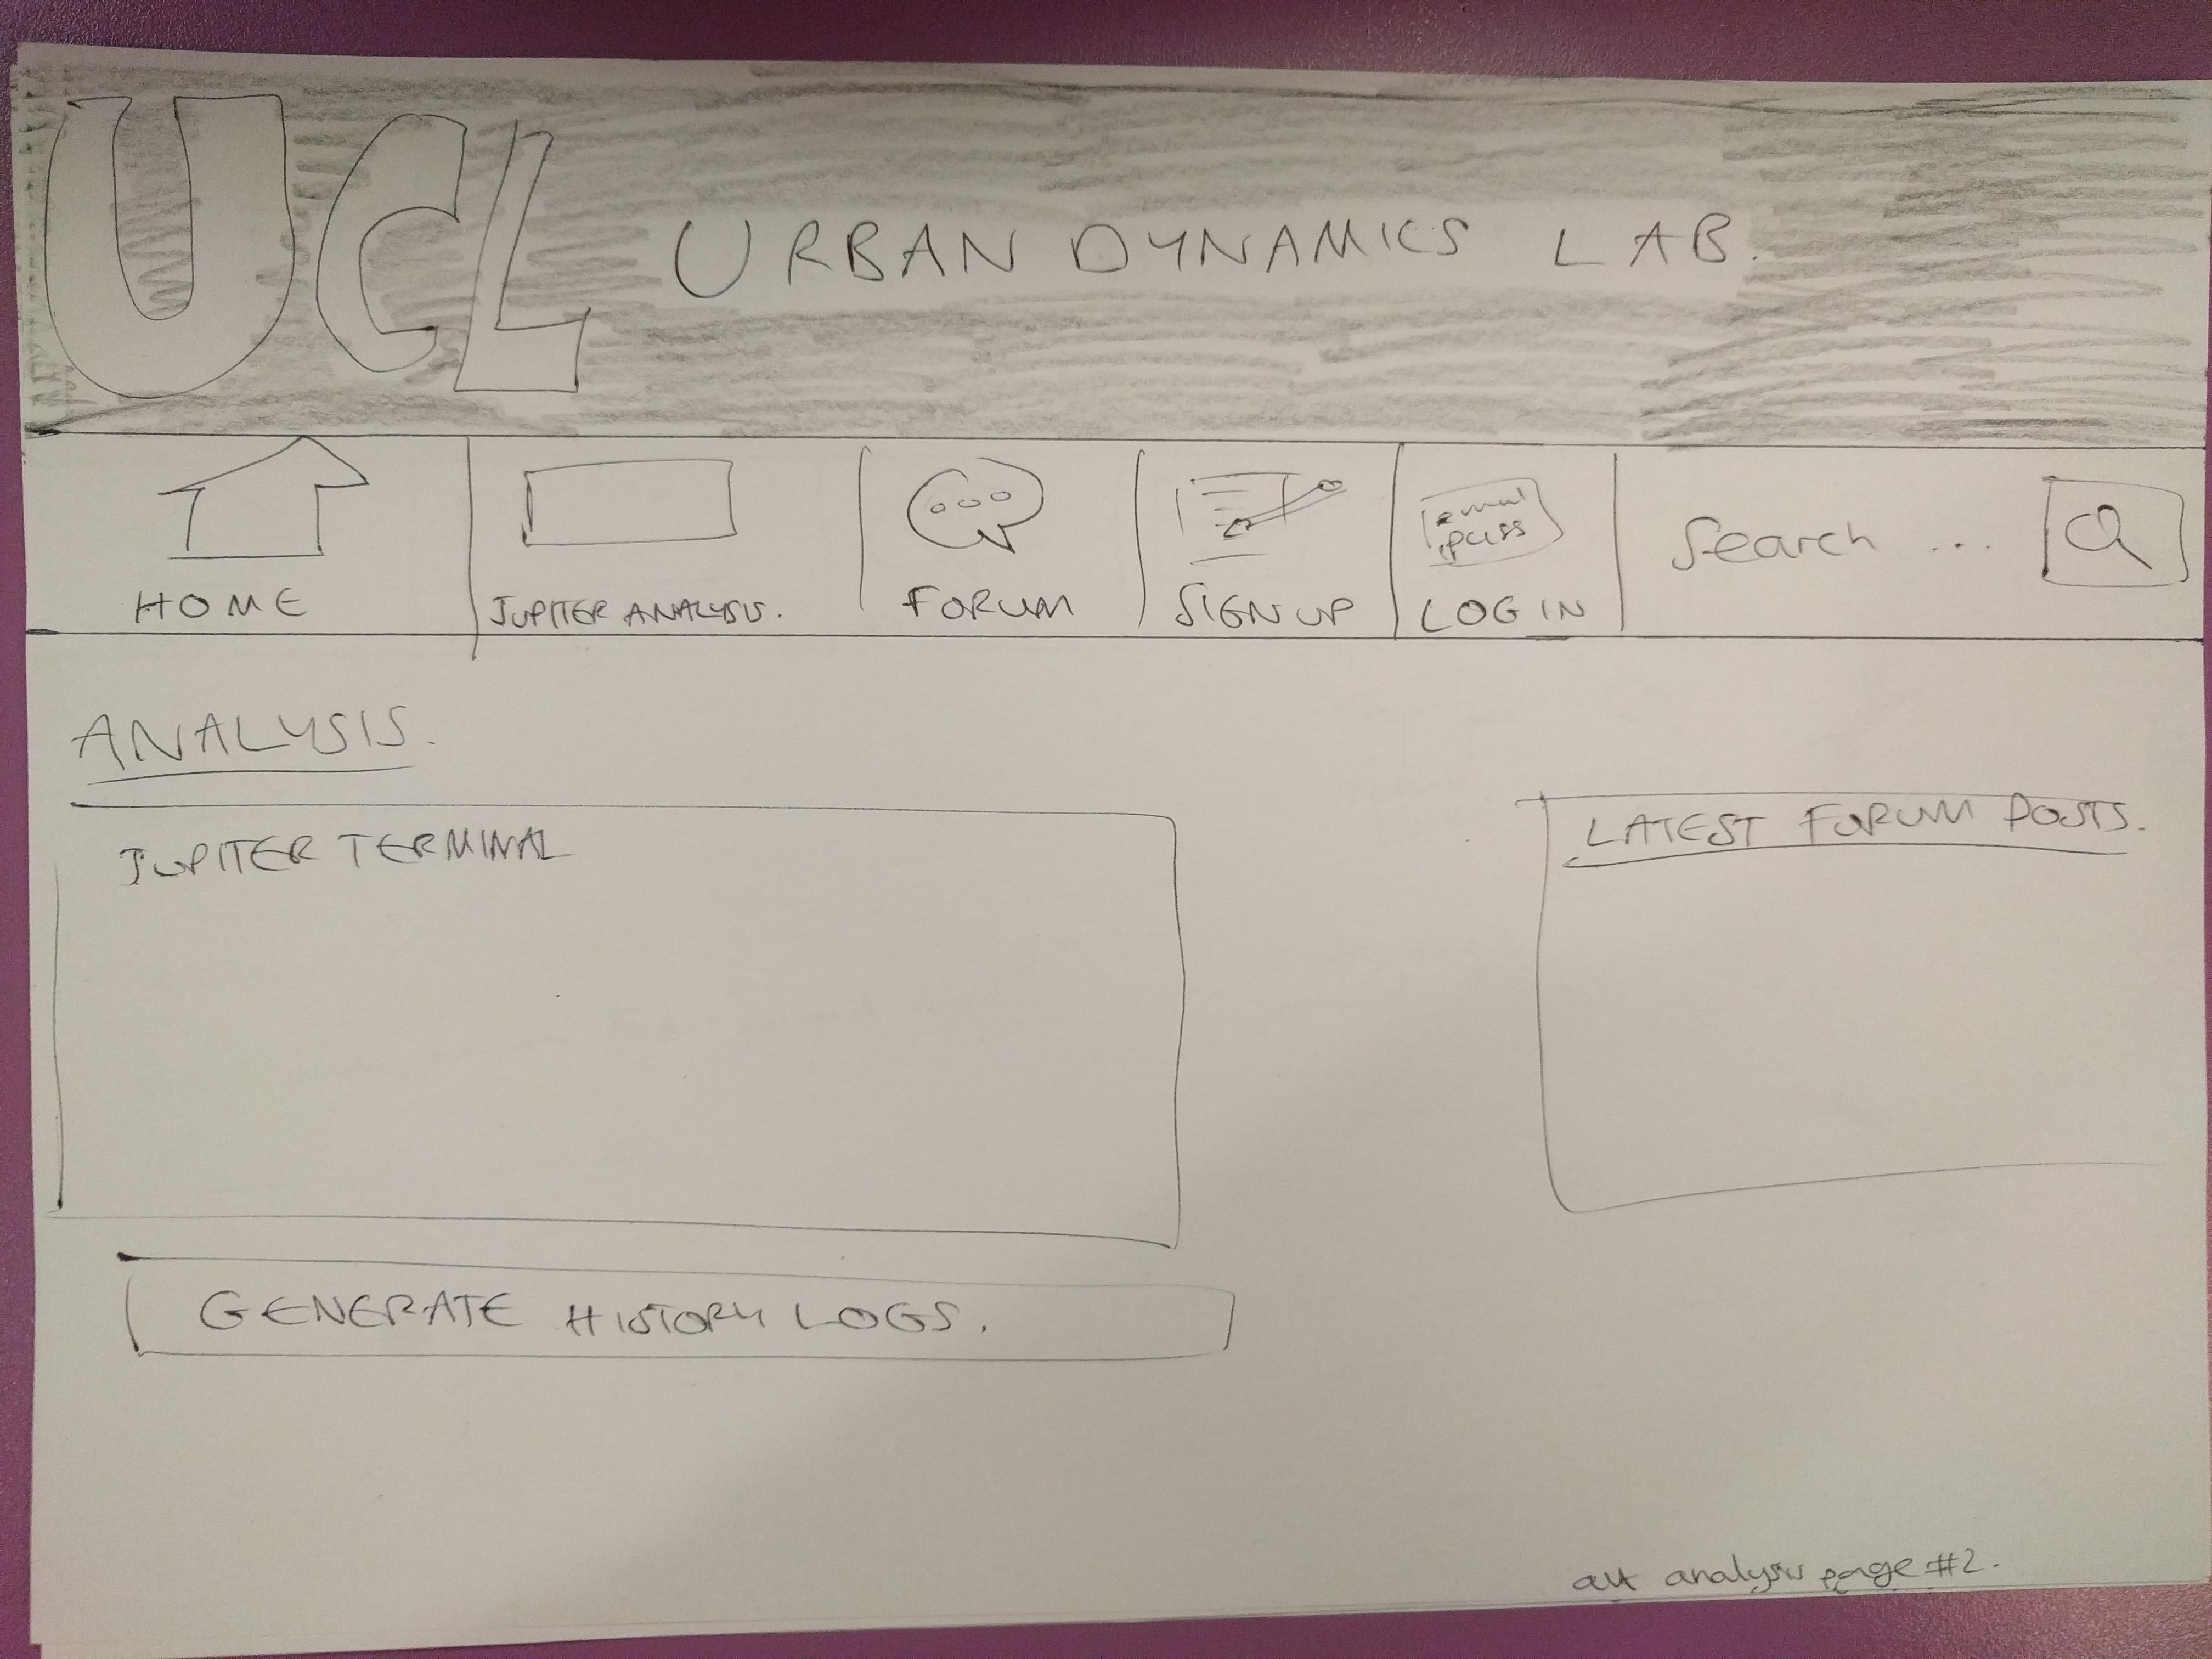 UCL URBAN DYNAMICS LAB.
HOME
JUPITER ANALYSIS.
FORUM
email
pass
SIGN UP
LOG IN
Search ...
ANALYSIS.
JUPITER TERMINAL
LATEST FORUM POSTS.
GENERATE HISTORY LOGS.
alt analysis page #2.